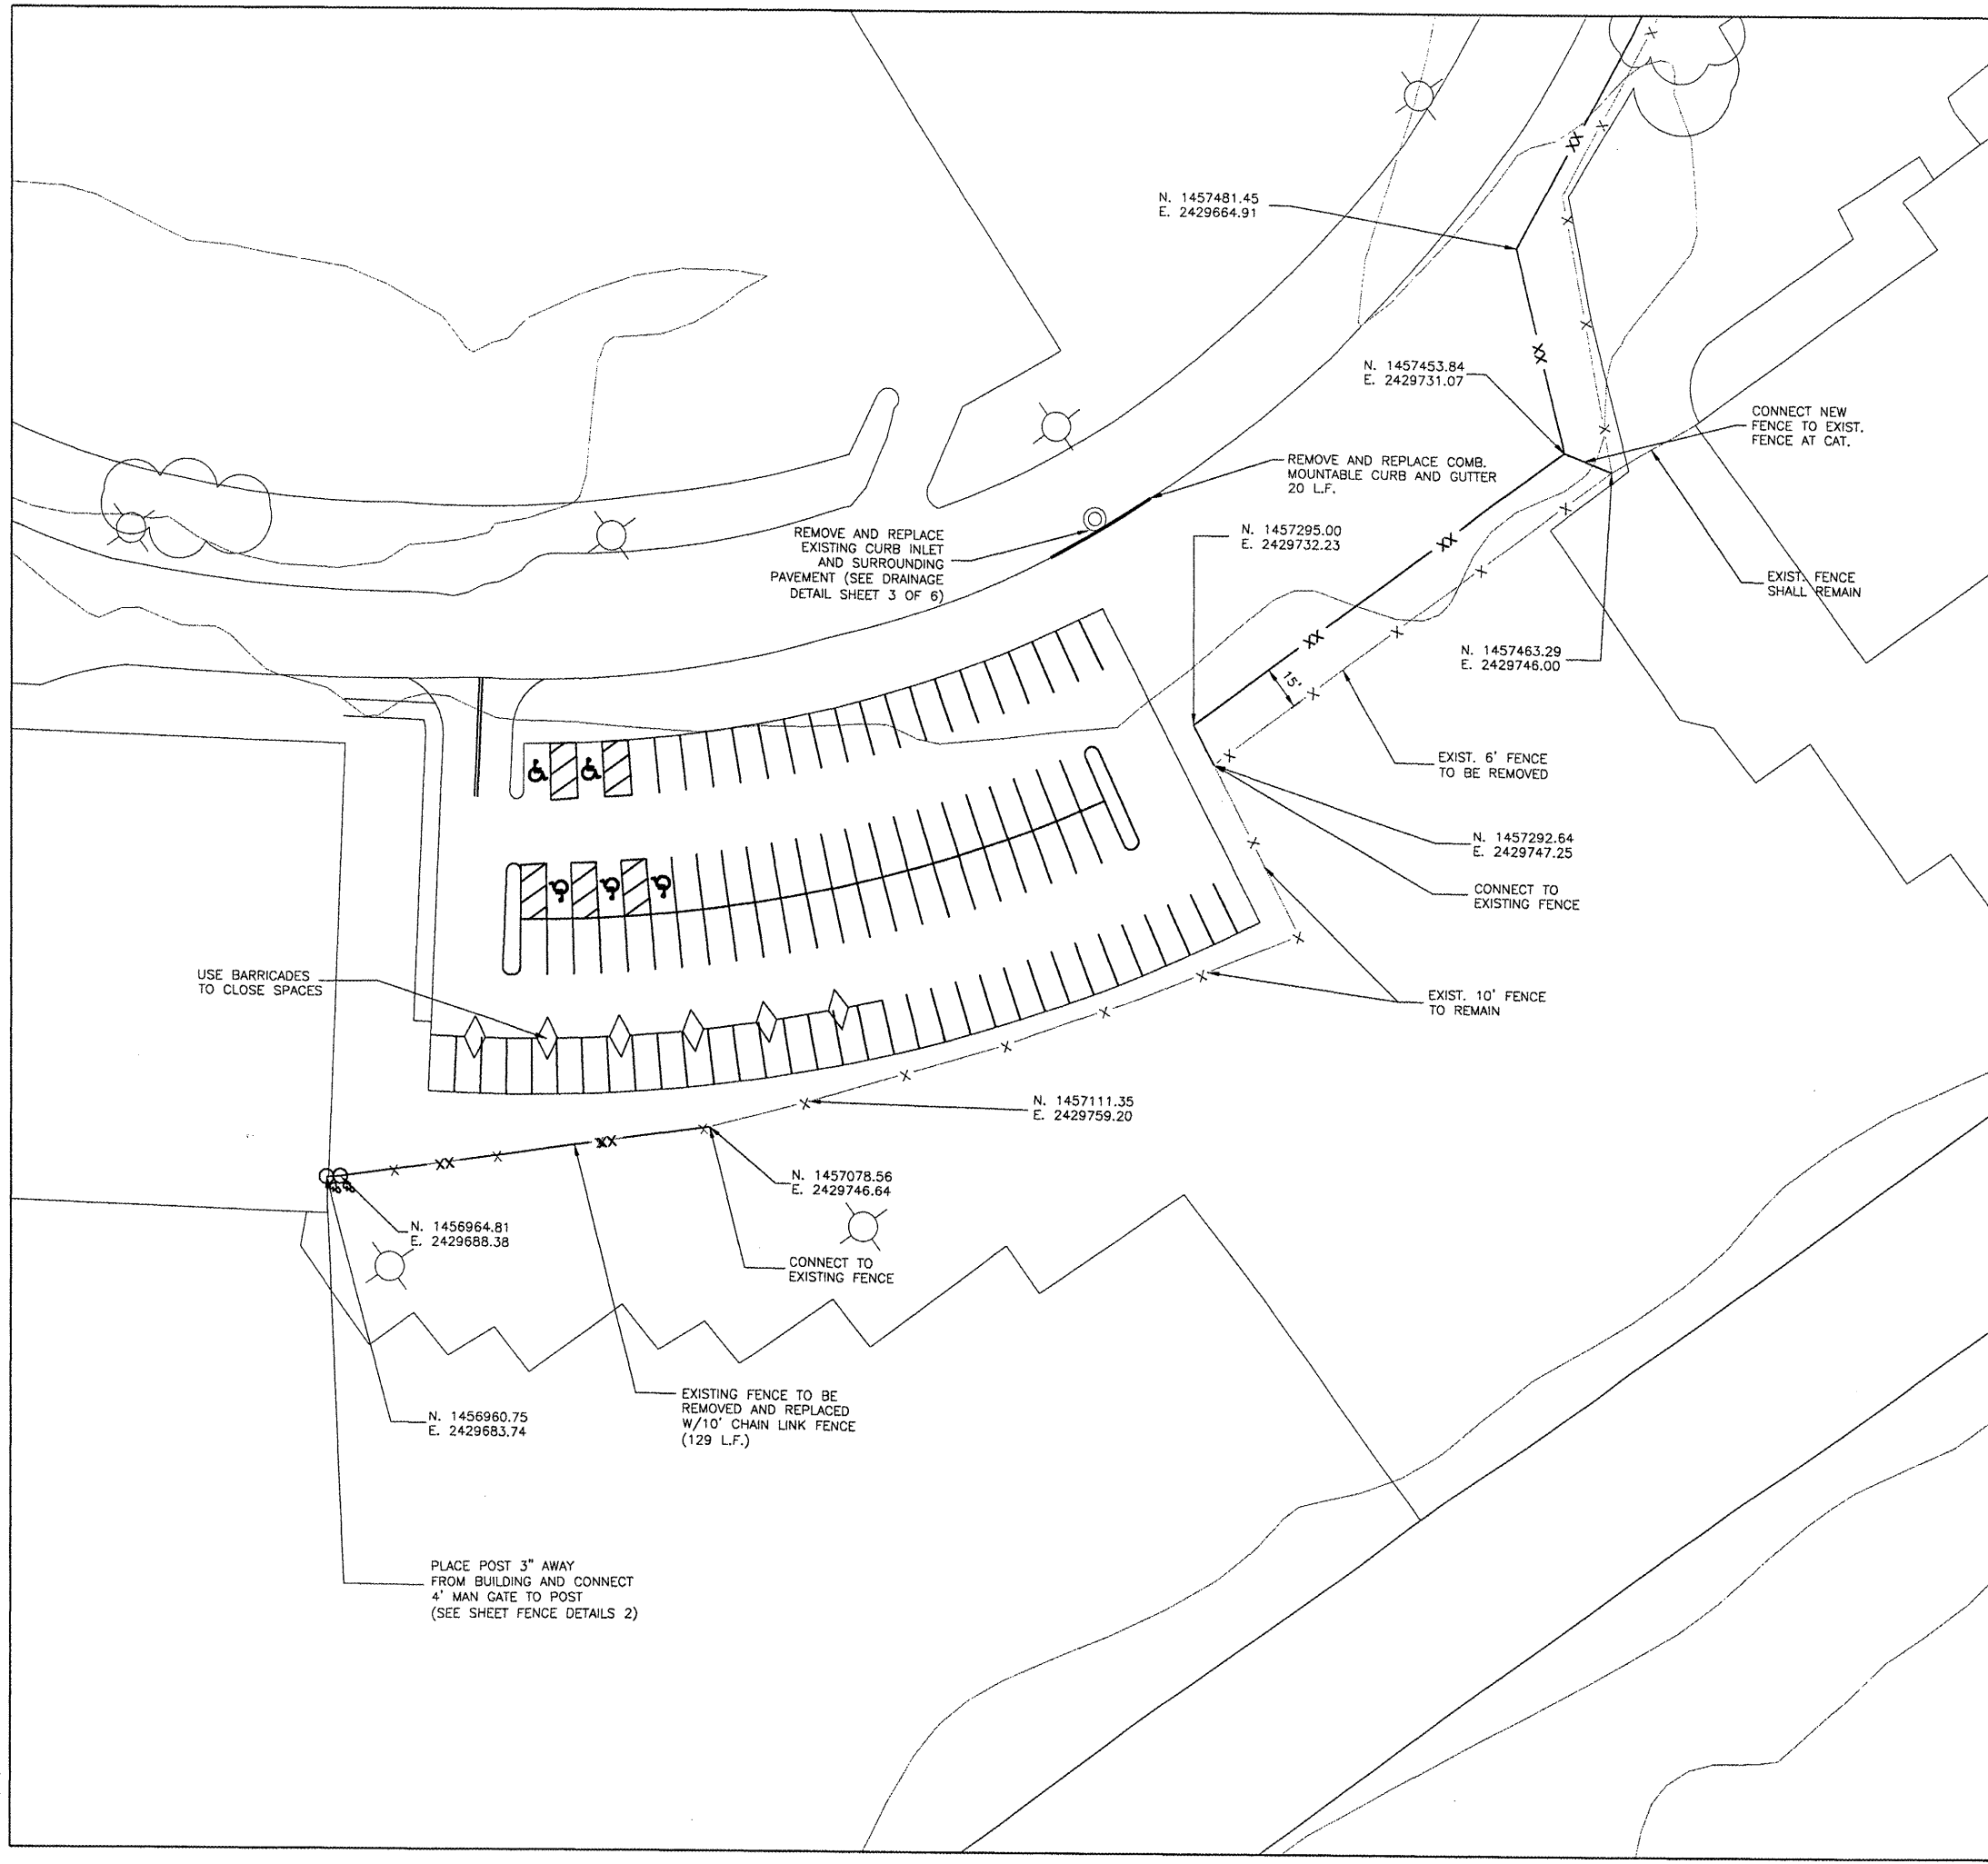 N. 1457481.45
E. 2429664.91
N. 1457453.84
E. 2429731.07
CONNECT NEW
FENCE TO EXIST.
FENCE AT CAT.
REMOVE AND REPLACE COMB.
MOUNTABLE CURB AND GUTTER
20 L.F.
REMOVE AND REPLACE
EXISTING CURB INLET
AND SURROUNDING
PAVEMENT (SEE DRAINAGE
DETAIL SHEET 3 OF 6)
N. 1457295.00
E. 2429732.23
EXIST. FENCE
SHALL REMAIN
N. 1457463.29
E. 2429746.00
15'
EXIST. 6' FENCE
TO BE REMOVED
N. 1457292.64
E. 2429747.25
CONNECT TO
EXISTING FENCE
USE BARRICADES
TO CLOSE SPACES
EXIST. 10' FENCE
TO REMAIN
N. 1457111.35
E. 2429759.20
N. 1457078.56
E. 2429746.64
N. 1456964.81
E. 2429688.38
CONNECT TO
EXISTING FENCE
EXISTING FENCE TO BE
REMOVED AND REPLACED
W/10' CHAIN LINK FENCE
(129 L.F.)
N. 1456960.75
E. 2429683.74
PLACE POST 3" AWAY
FROM BUILDING AND CONNECT
4' MAN GATE TO POST
(SEE SHEET FENCE DETAILS 2)